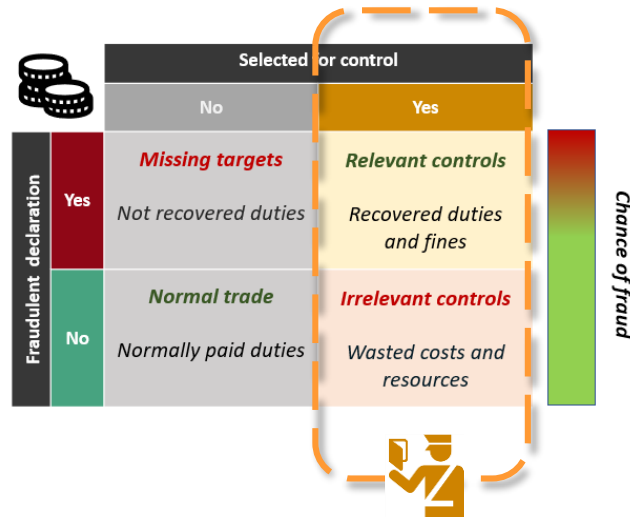 Selected for control
No
Yes
Fraudulent declaration
Yes
Missing targets
Not recovered duties
Relevant controls
Recovered duties
and fines
No
Normal trade
Normally paid duties
Irrelevant controls
Wasted costs and
resources
Chance of fraud